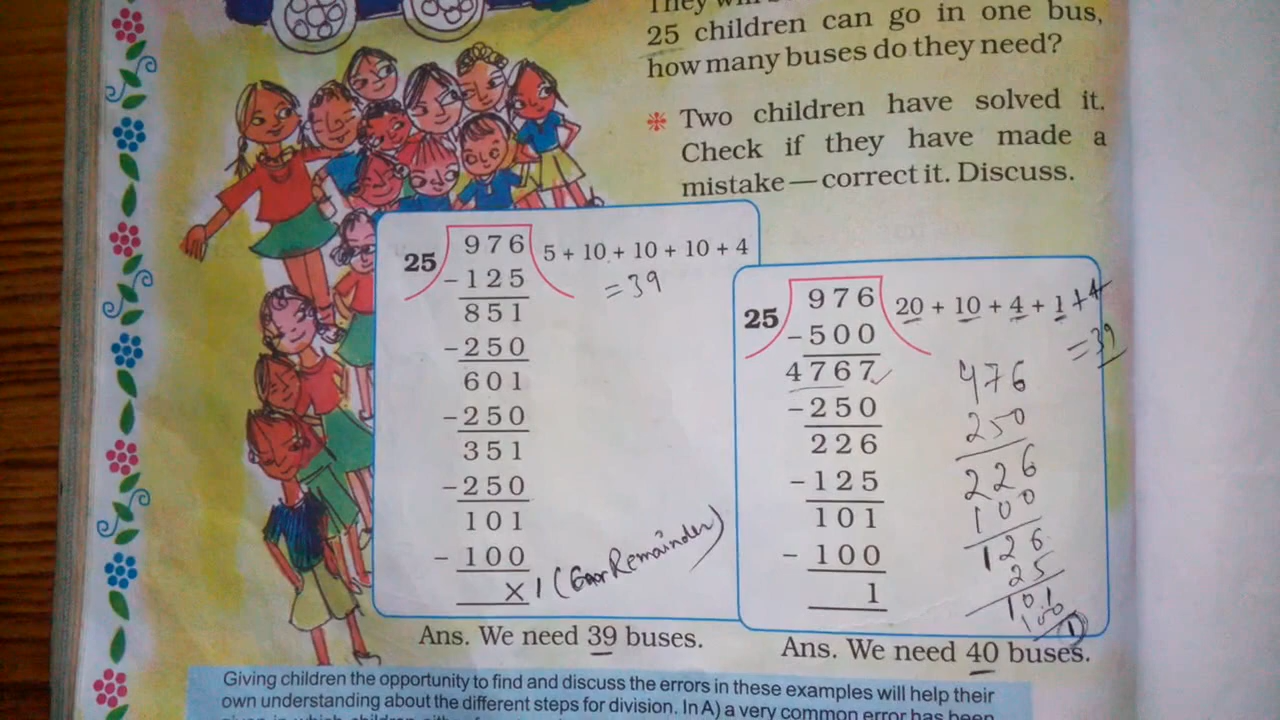 25 children can go in one bus,
how many buses do they need?
Two children have solved it.
Check if they have made a
mistake — correct it. Discuss.
25 976 5 + 10 + 10 + 10 + 4
= 39
–125
851
–250
601
–250
351
–250
101
– 100
x 1 ( Remainder)
Ans. We need 39 buses.
25 976 20 + 10 + 4 + 1 + 4
= 39
–500
4767
–250
226
–125
101
– 100
1
476
250
226
100
126
25
101
100
1
Ans. We need 40 buses.
Giving children the opportunity to find and discuss the errors in these examples will help their
own understanding about the different steps for division. In A) a very common error has been